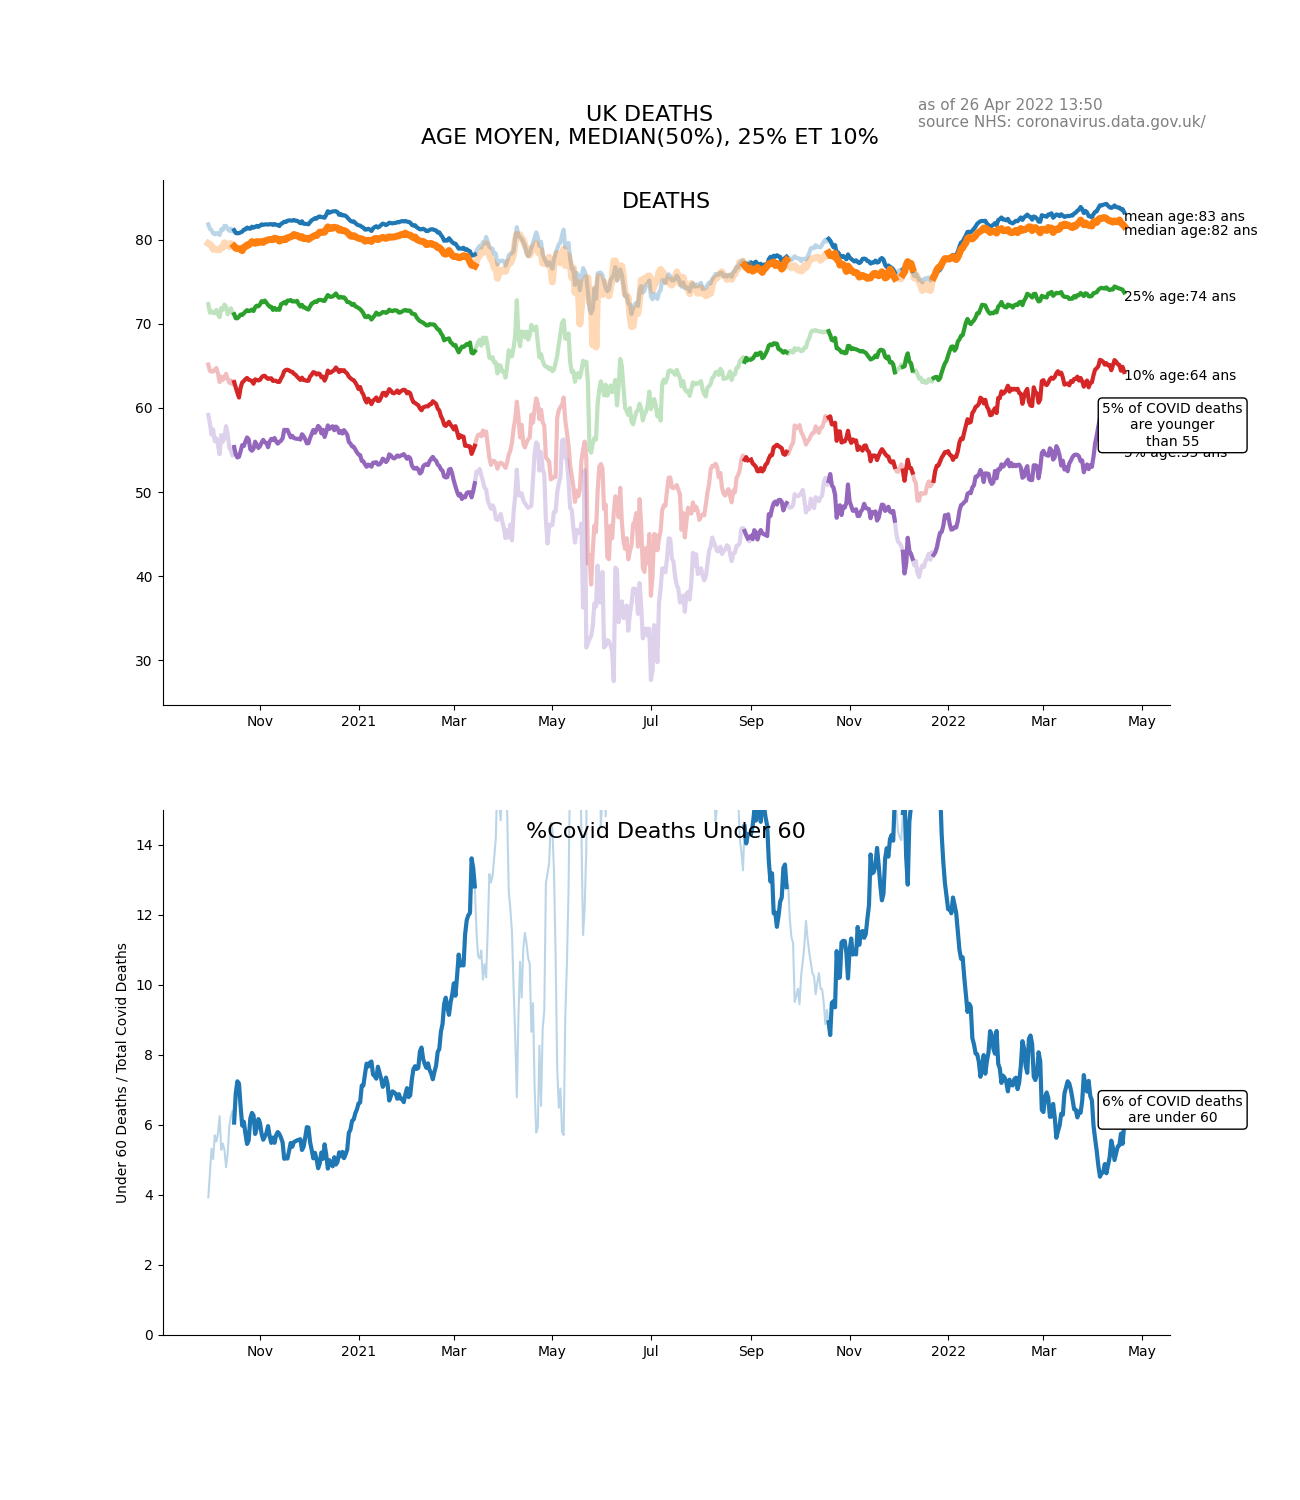 as of 26 Apr 2022 13:50
source NHS: coronavirus.data.gov.uk/
UK DEATHS
AGE MOYEN, MEDIAN(50%), 25% ET 10%
DEATHS
80
70
60
50
40
30
mean age:83 ans
median age:82 ans
25% age:74 ans
10% age:64 ans
5% of COVID deaths
are younger
than 55
5% age:55 ans
Nov 2021 Mar May Jul Sep Nov 2022 Mar May
%Covid Deaths Under 60
Under 60 Deaths / Total Covid Deaths
14
12
10
8
6
4
2
0
6% of COVID deaths
are under 60
Nov 2021 Mar May Jul Sep Nov 2022 Mar May